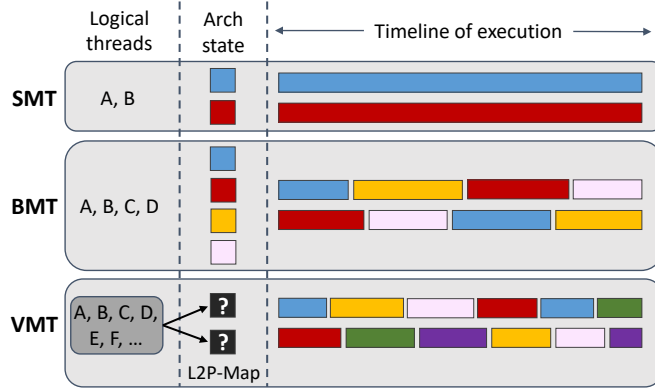 Logical threads
Arch state
Timeline of execution
SMT
A, B
BMT
A, B, C, D
VMT
A, B, C, D,
E, F, ...
?
?
L2P-Map